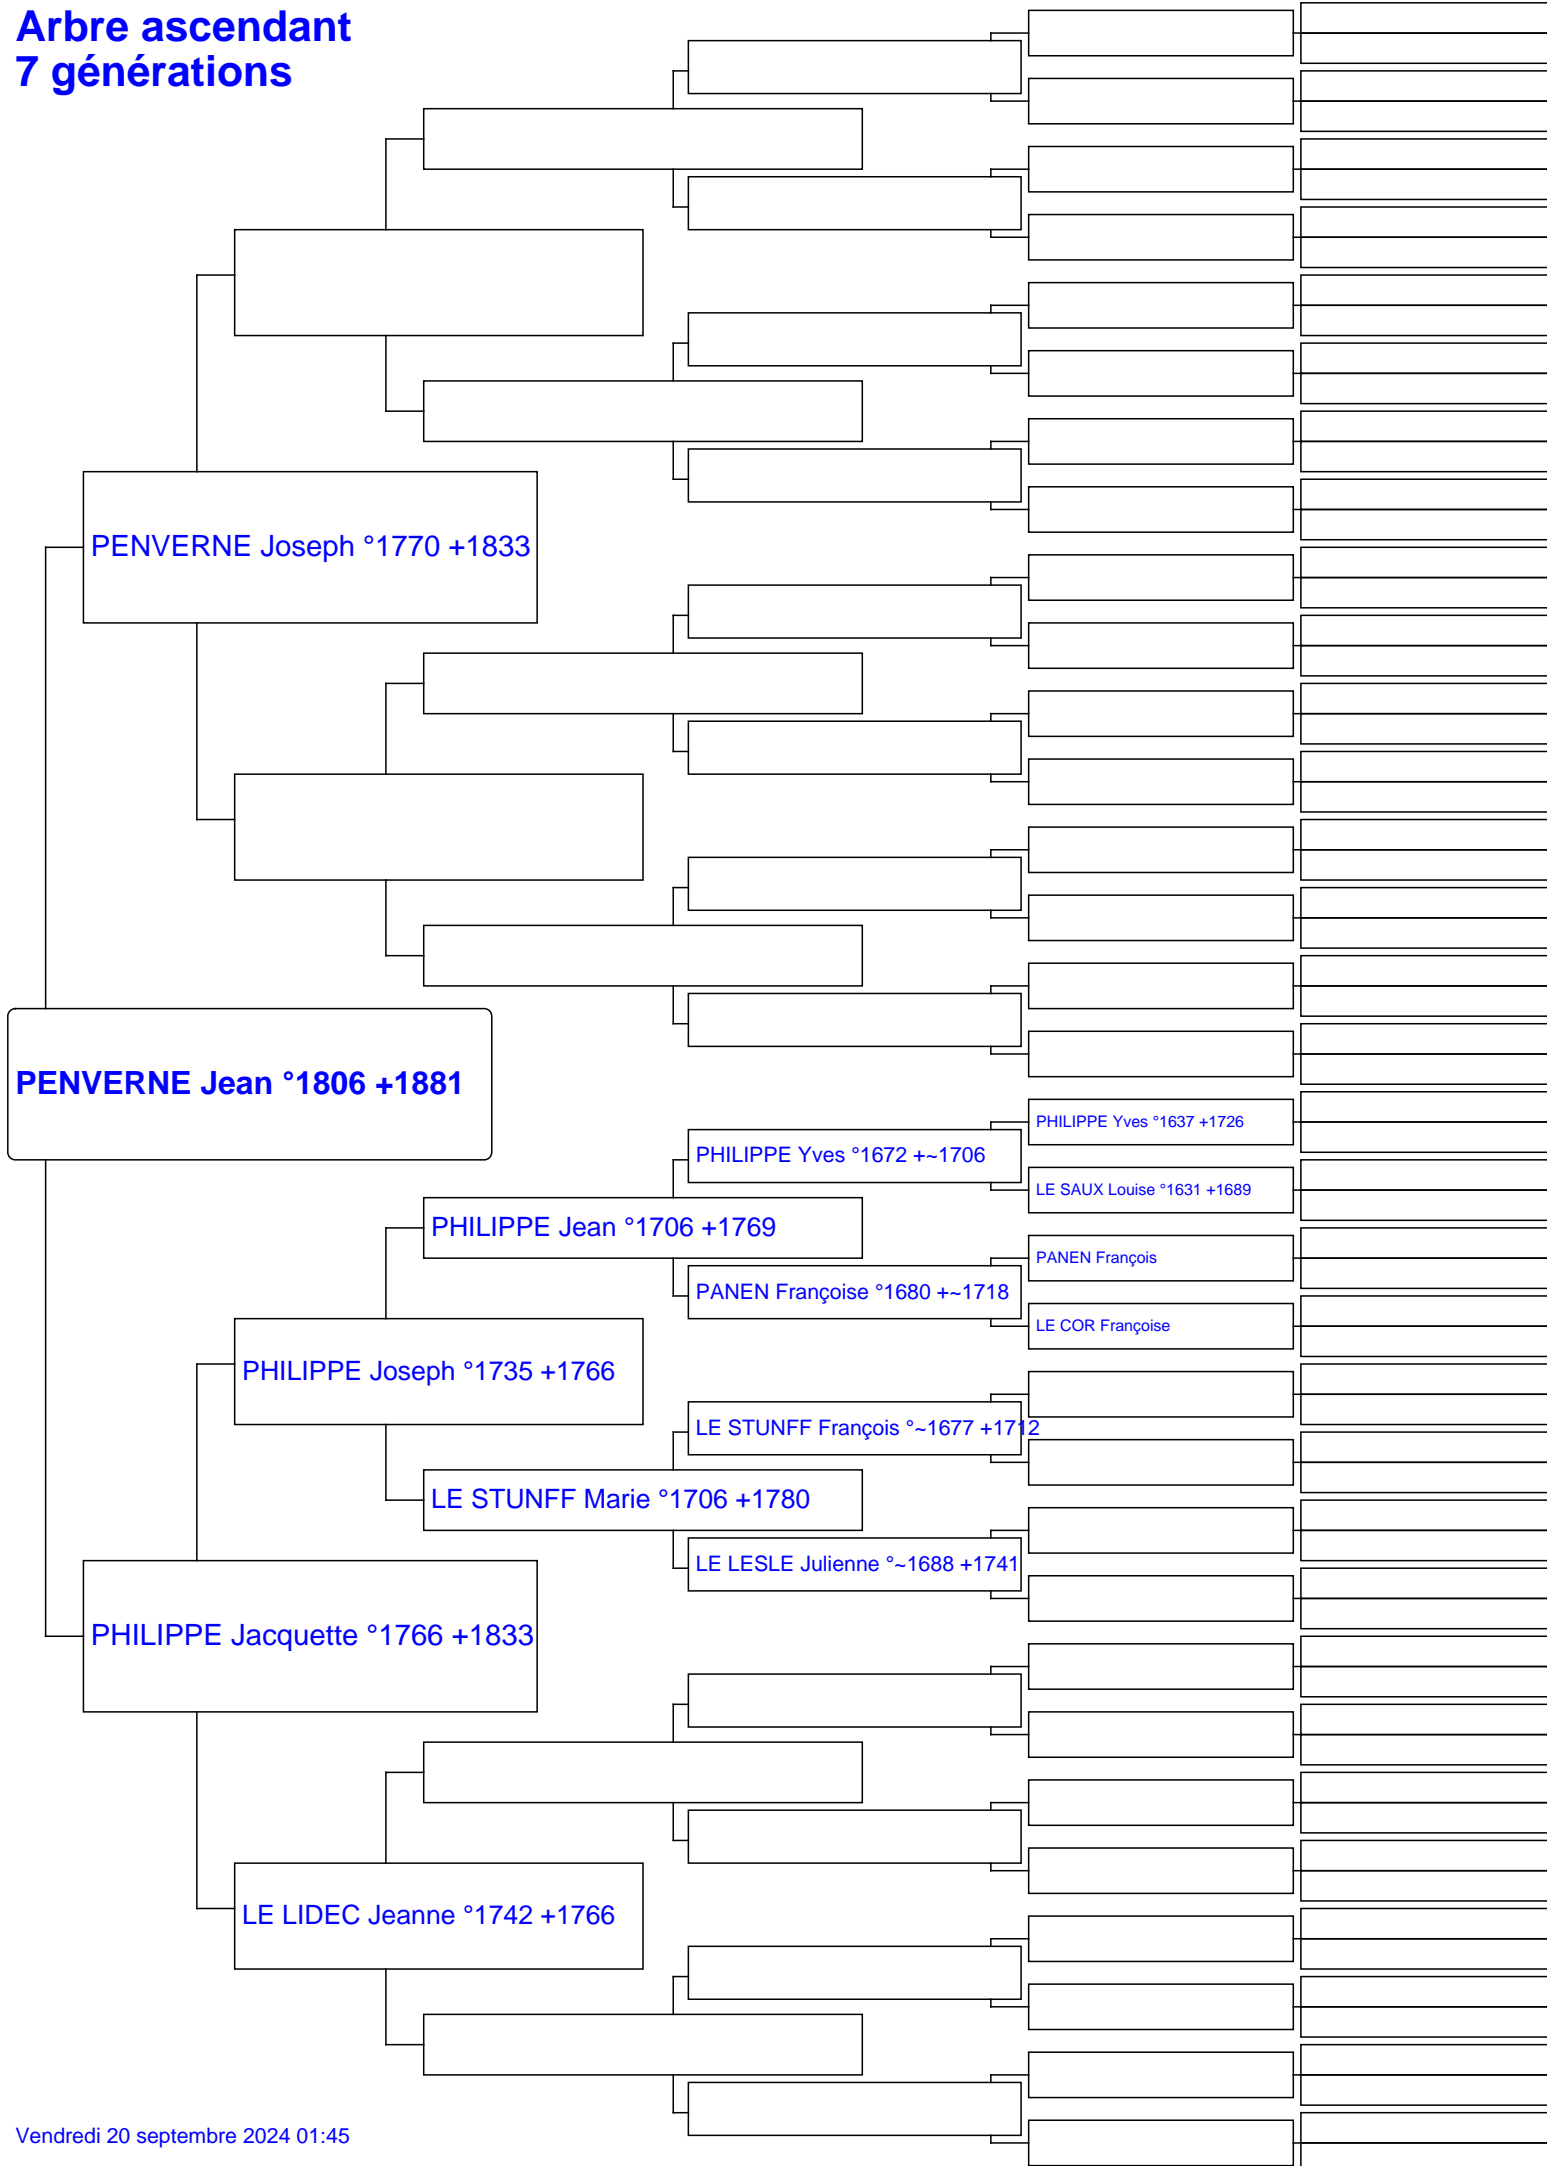 Arbre ascendant
7 générations
PENVERNE Joseph °1770 +1833
PENVERNE Jean °1806 +1881
PHILIPPE Yves °1637 +1726
PHILIPPE Yves °1672 +~1706
LE SAUX Louise °1631 +1689
PHILIPPE Jean °1706 +1769
PANEN François
PANEN Françoise °1680 +~1718
LE COR Françoise
PHILIPPE Joseph °1735 +1766
LE STUNFF François °~1677 +1712
LE STUNFF Marie °1706 +1780
LE LESLE Julienne °~1688 +1741
PHILIPPE Jacquette °1766 +1833
LE LIDEC Jeanne °1742 +1766
Vendredi 20 septembre 2024 01:45